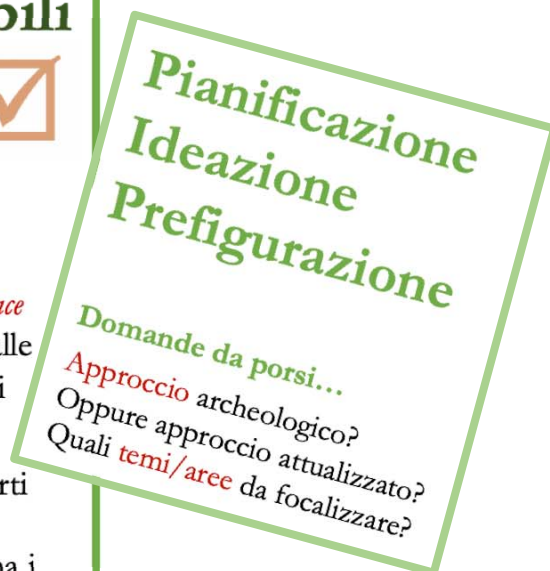 Pianificazione
Ideazione
Prefigurazione
Domande da porsi...
Approccio archeologico?
Oppure approccio attualizzato?
Quali temi/aree da focalizzare?